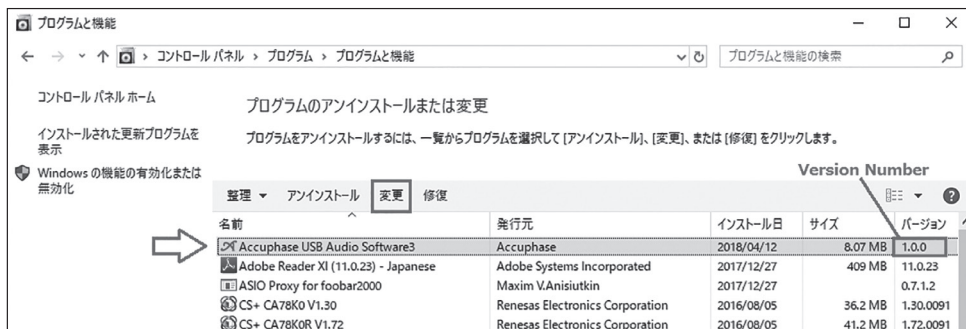 プログラムと機能
コントロール パネル › プログラム › プログラムと機能
プログラムと機能の検索
コントロール パネル ホーム
インストールされた更新プログラムを
表示
Windows の機能の有効化または
無効化
プログラムのアンインストールまたは変更
プログラムをアンインストールするには、一覧からプログラムを選択して [アンインストール]、[変更]、または [修復] をクリックします。
Version Number
整理 アンインストール 変更 修復
名前 発行元 インストール日 サイズ バージョン
Accuphase USB Audio Software3 Accuphase 2018/04/12 8.07 MB 1.0.0
Adobe Reader XI (11.0.23) - Japanese Adobe Systems Incorporated 2017/12/27 409 MB 11.0.23
ASIO Proxy for foobar2000 Maxim V.Anisiutkin 2017/12/27 0.7.1.2
CS+ CA78K0 V1.30 Renesas Electronics Corporation 2016/08/05 36.2 MB 1.30.0091
CS+ CA78K0R V1.72 Renesas Electronics Corporation 2016/08/05 41.2 MB 1.72.0091